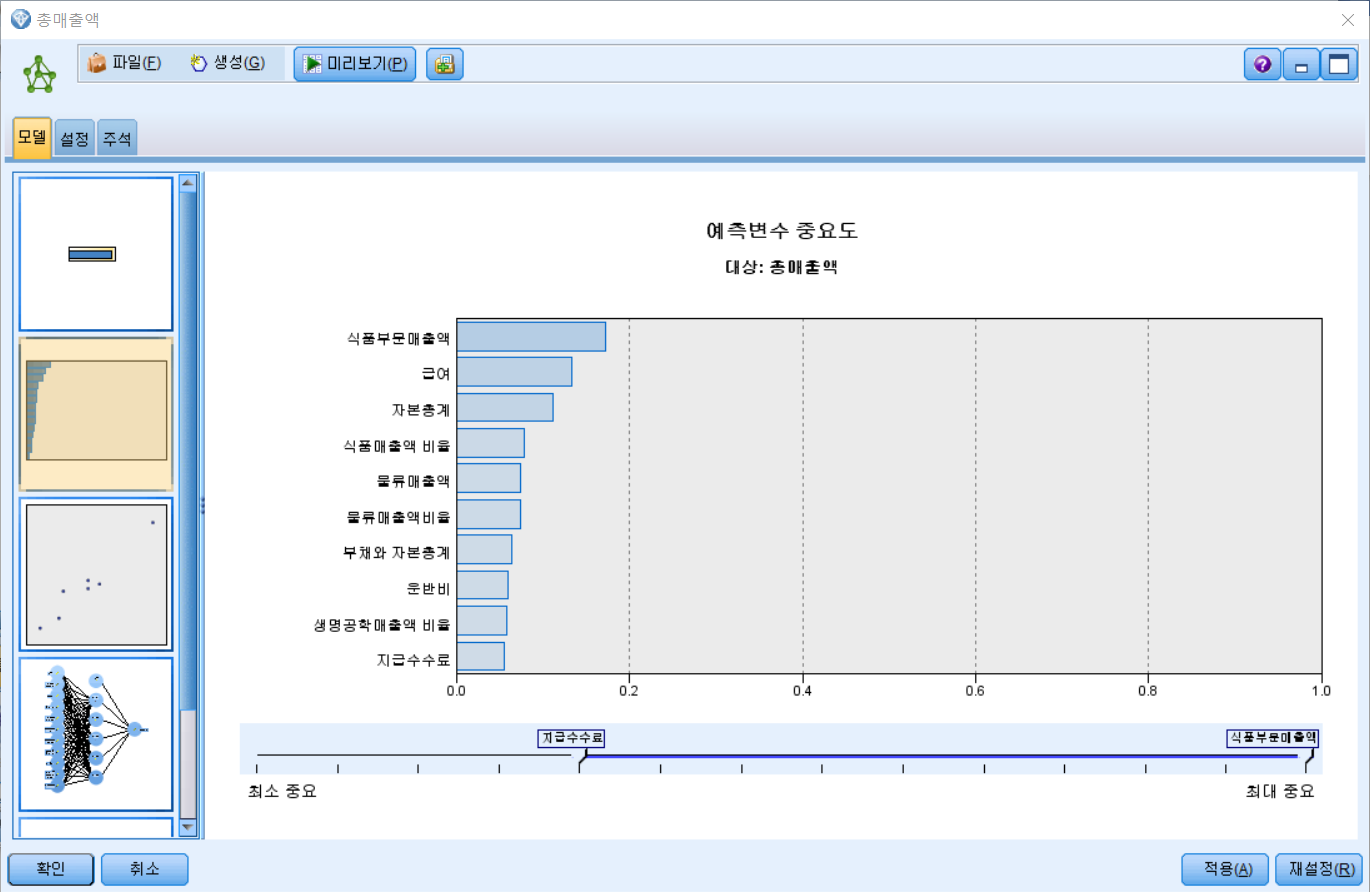 총매출액
파일(F) 생성(G) 미리보기(P)
모델 설정 주석
예측변수 중요도
대상: 총매출액
식품부문매출액
급여
자본총계
식품매출액 비율
물류매출액
물류매출액비율
부채와 자본총계
운반비
생명공학매출액 비율
지급수수료
0.0 0.2 0.4 0.6 0.8 1.0
지급수수료 식품부문매출액
최소 중요 최대 중요
확인 취소 적용(A) 재설정(R)